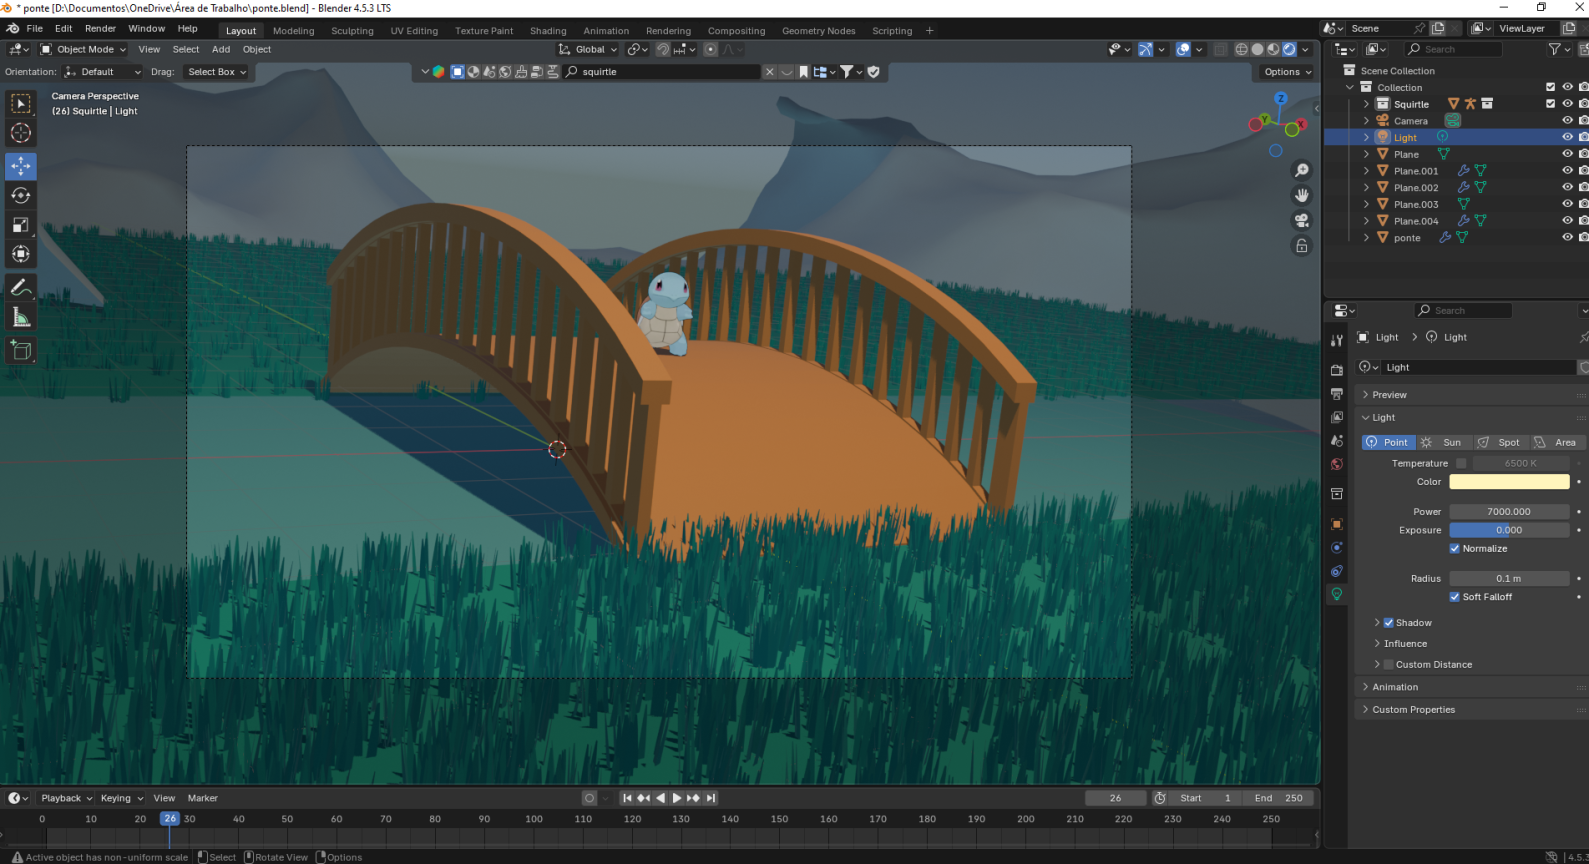 * ponte [D:\Documentos\OneDrive\Área de Trabalho\ponte.blend] - Blender 4.5.3 LTS
File Edit Render Window Help Layout Modeling Sculpting UV Editing Texture Paint Shading Animation Rendering Compositing Geometry Nodes Scripting + Scene ViewLayer
Object Mode View Select Add Object Global Search
Orientation: Default Drag: Select Box squirtle Options
Camera Perspective
(26) Squirtle | Light
Z
Y
X
Scene Collection
Collection
Squirtle
Camera
Light
Plane
Plane.001
Plane.002
Plane.003
Plane.004
ponte
Search
Light > Light
Light
Preview
Light
Point Sun Spot Area
Temperature 6500 K
Color
Power 7000.000
Exposure 0.000
Normalize
Radius 0.1 m
Soft Falloff
Shadow
Influence
Custom Distance
Animation
Custom Properties
Playback Keying View Marker 26 Start 1 End 250
0 10 20 26 30 40 50 60 70 80 90 100 110 120 130 140 150 160 170 180 190 200 210 220 230 240 250
Active object has non-uniform scale Select Rotate View Options 4.5.3